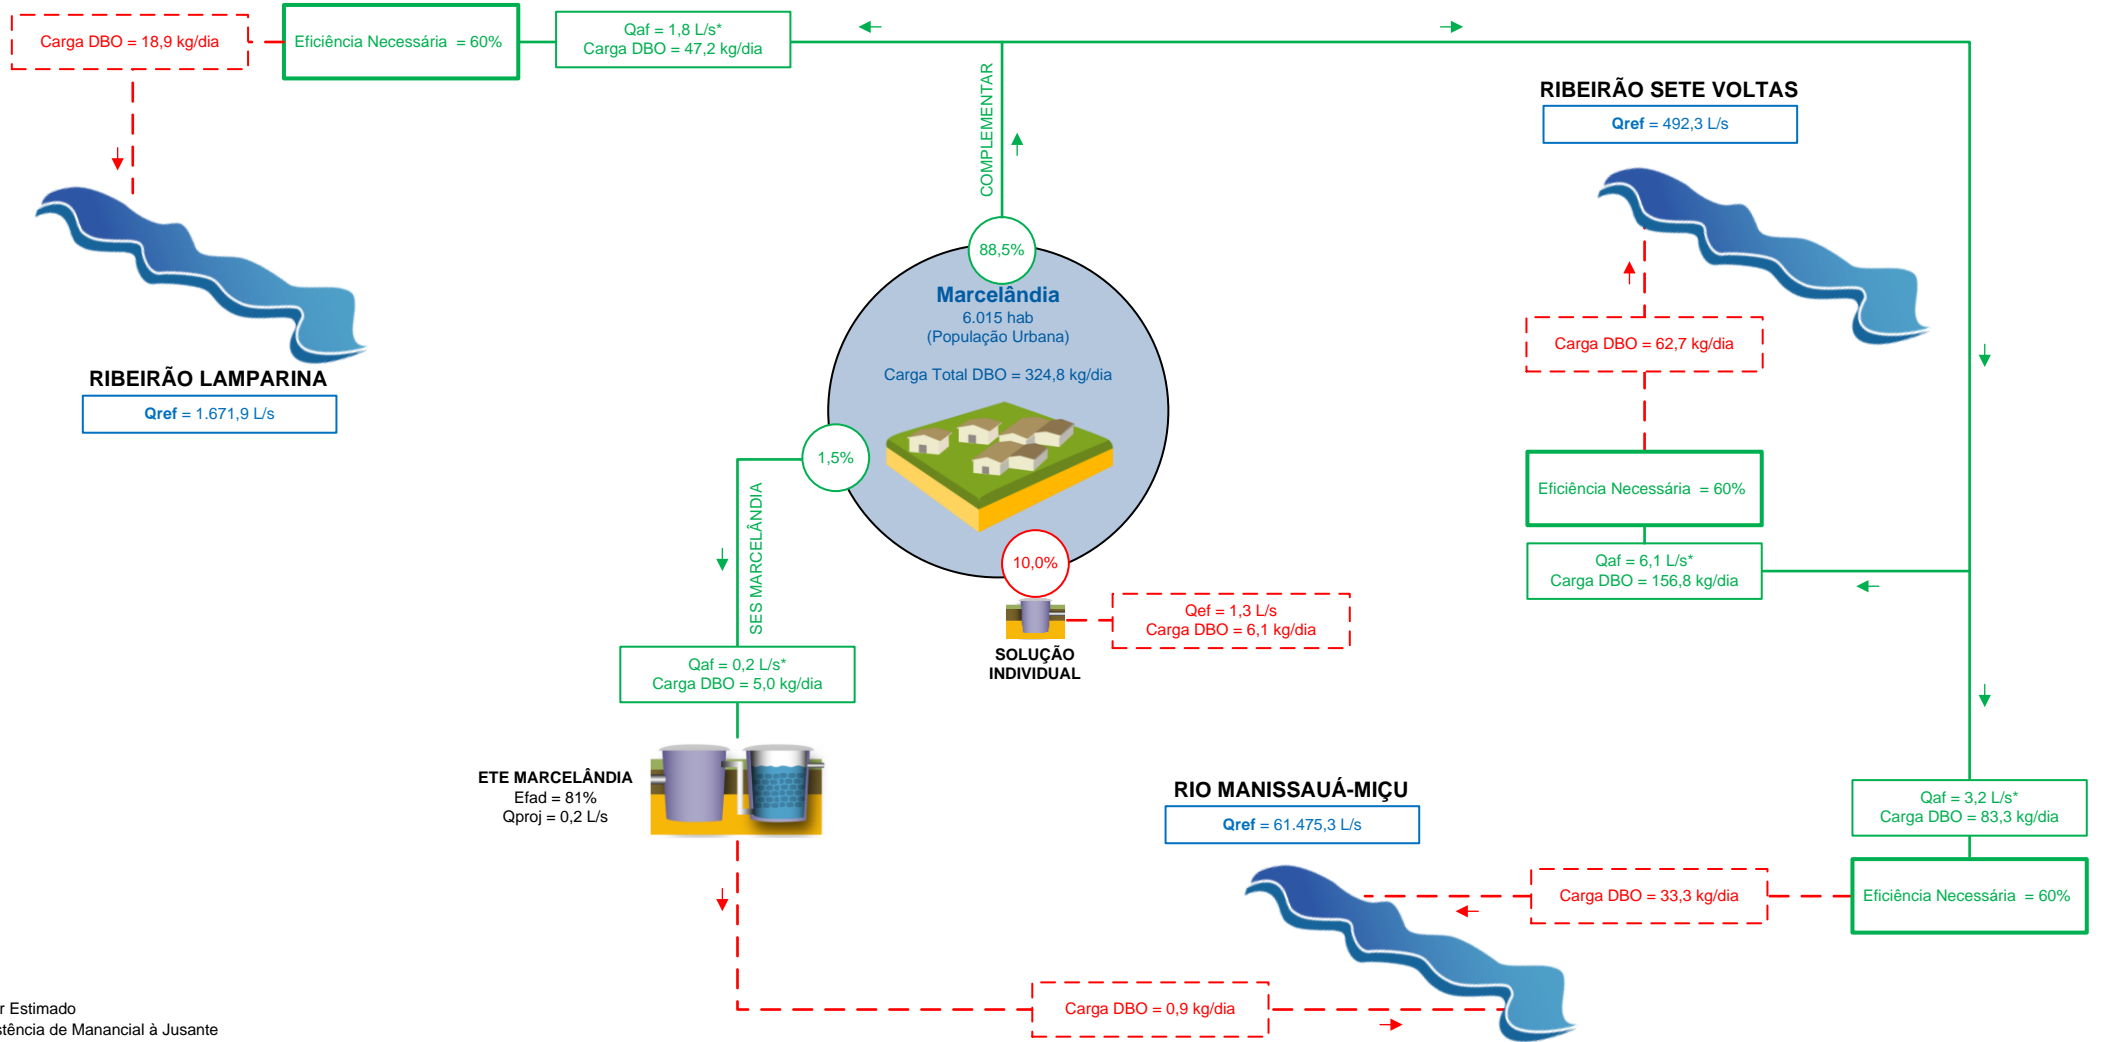 Carga DBO = 18,9 kg/dia
Eficiência Necessária = 60%
Qaf = 1,8 L/s*
Carga DBO = 47,2 kg/dia
COMPLEMENTAR
RIBEIRÃO SETE VOLTAS
Qref = 492,3 L/s
88,5%
Marcelândia
6.015 hab
(População Urbana)
Carga Total DBO = 324,8 kg/dia
Carga DBO = 62,7 kg/dia
RIBEIRÃO LAMPARINA
Qref = 1.671,9 L/s
1,5%
SES MARCELÂNDIA
Eficiência Necessária = 60%
10,0%
Qaf = 6,1 L/s*
Carga DBO = 156,8 kg/dia
Qef = 1,3 L/s
Carga DBO = 6,1 kg/dia
SOLUÇÃO
INDIVIDUAL
Qaf = 0,2 L/s*
Carga DBO = 5,0 kg/dia
ETE MARCELÂNDIA
Efad = 81%
Qproj = 0,2 L/s
RIO MANISSAUÁ-MIÇU
Qref = 61.475,3 L/s
Qaf = 3,2 L/s*
Carga DBO = 83,3 kg/dia
Carga DBO = 33,3 kg/dia
Eficiência Necessária = 60%
Carga DBO = 0,9 kg/dia
r Estimado
stência de Manancial à Jusante